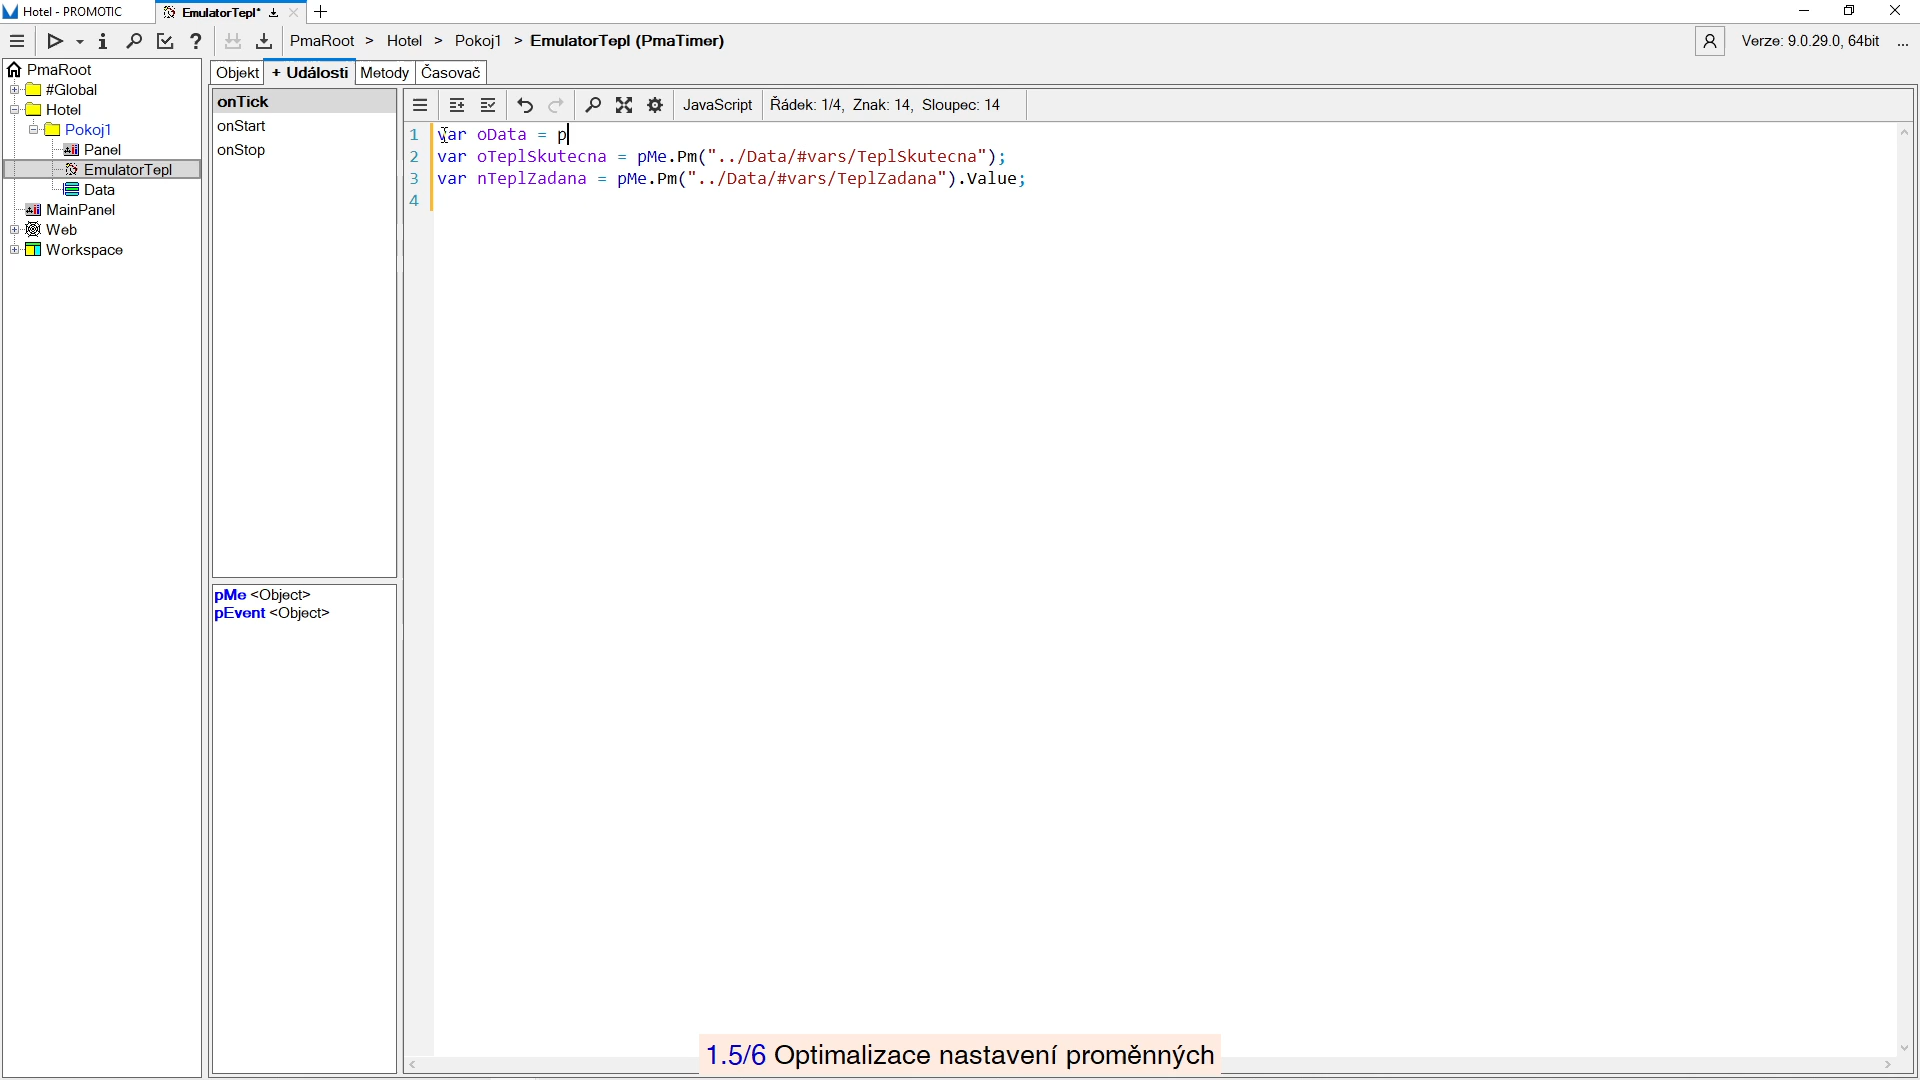 Hotel - PROMOTIC
EmulatorTepl*
PmaRoot > Hotel > Pokoj1 > EmulatorTepl (PmaTimer)
Verze: 9.0.29.0, 64bit ...
PmaRoot
#Global
Hotel
Pokoj1
Panel
EmulatorTepl
Data
MainPanel
Web
Workspace
Objekt
+ Události
Metody
Časovač
onTick
onStart
onStop
pMe <Object>
pEvent <Object>
JavaScript
Řádek: 1/4, Znak: 14, Sloupec: 14
1 var oData = p
2 var oTeplSkutecna = pMe.Pm("../Data/#vars/TeplSkutecna");
3 var nTeplZadana = pMe.Pm("../Data/#vars/TeplZadana").Value;
4
1.5/6 Optimalizace nastavení proměnných